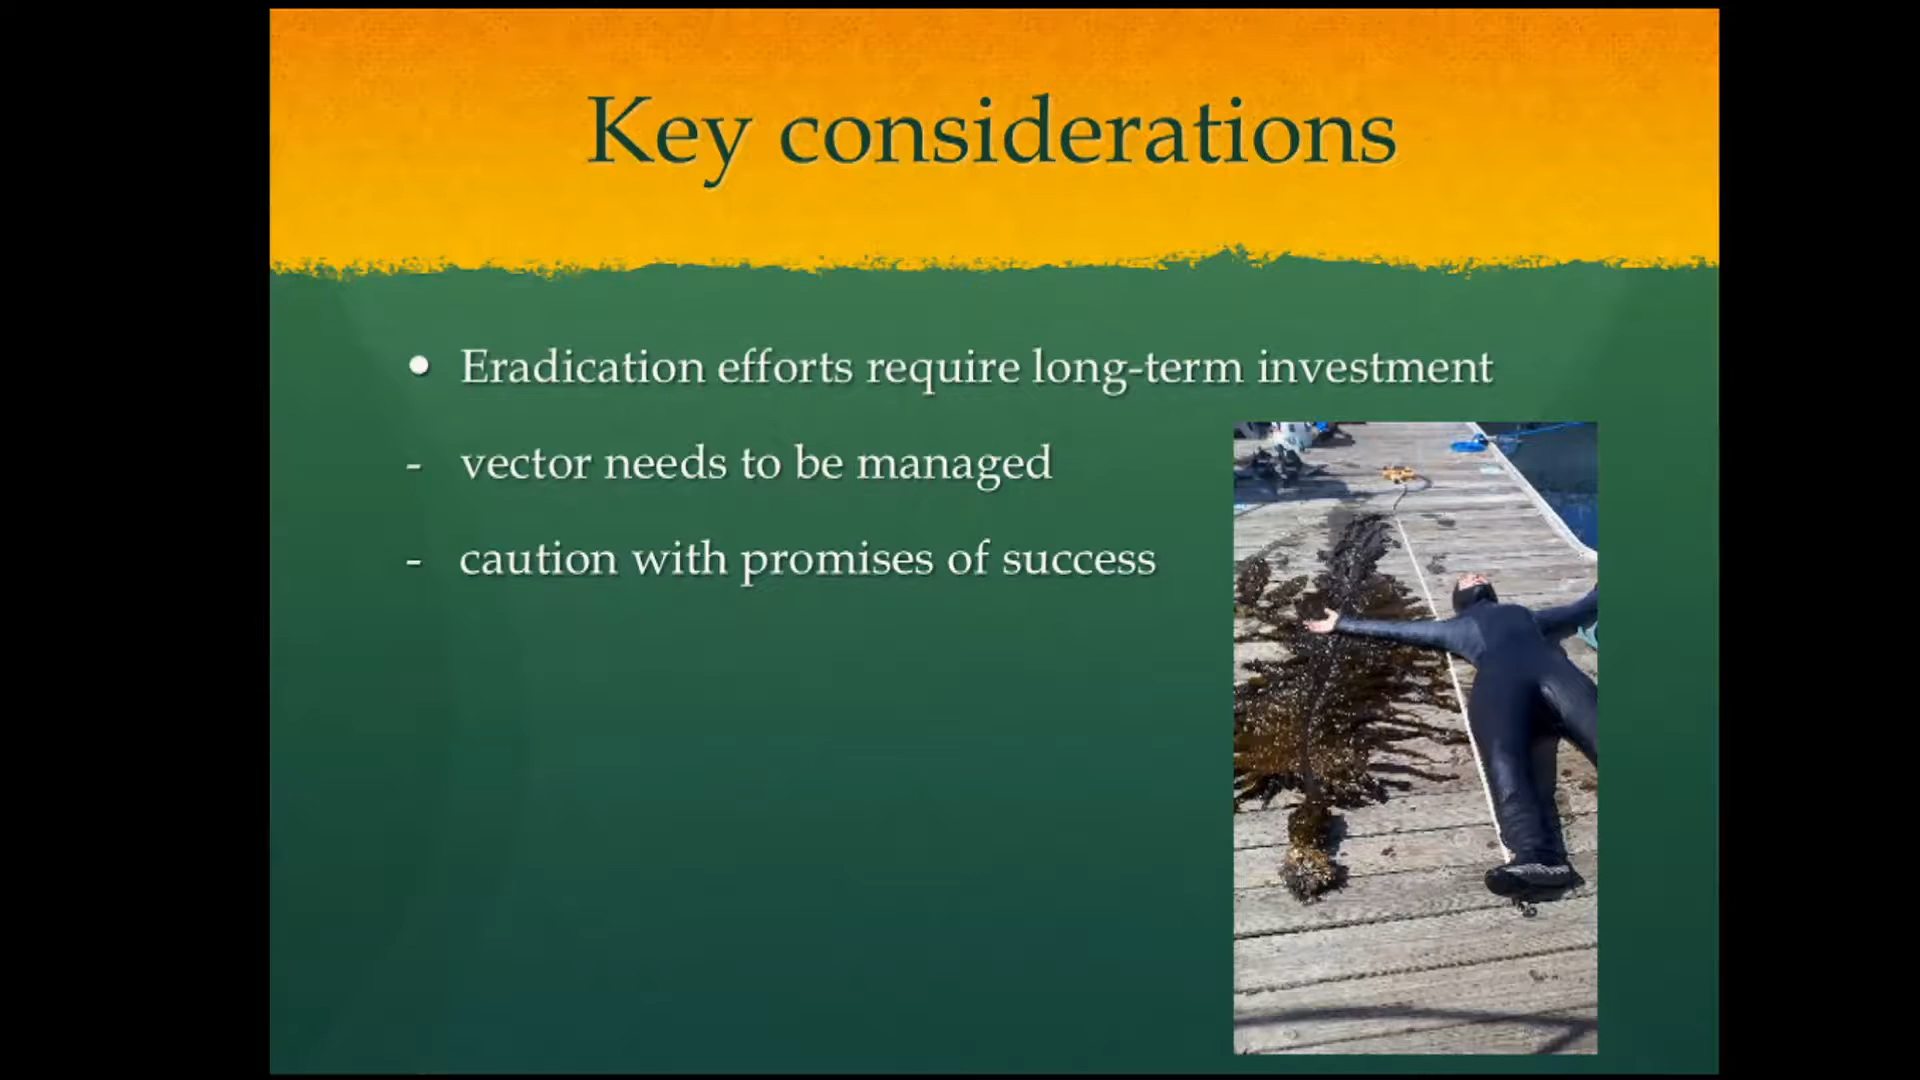 Key considerations
• Eradication efforts require long-term investment
- vector needs to be managed
- caution with promises of success